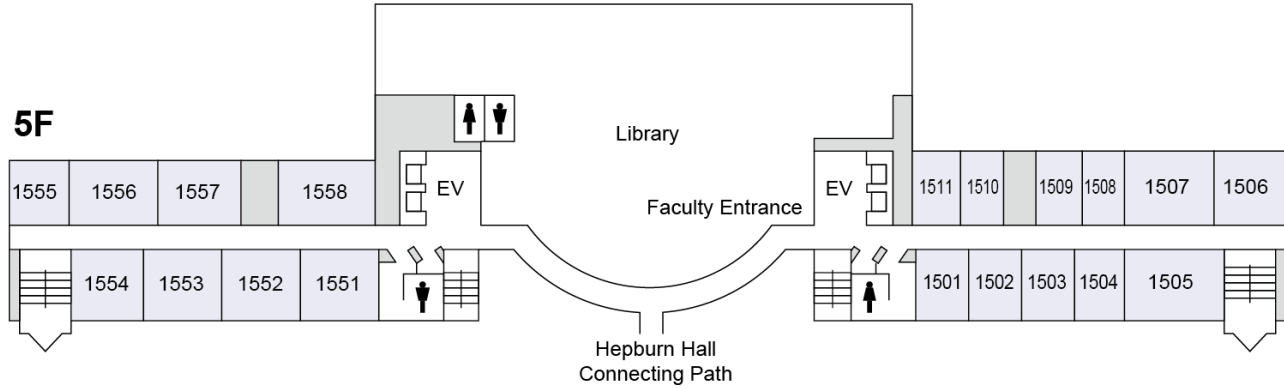 5F
Library
Faculty Entrance
EV
EV
1555
1556
1557
1558
1511
1510
1509
1508
1507
1506
1554
1553
1552
1551
1501
1502
1503
1504
1505
Hepburn Hall
Connecting Path